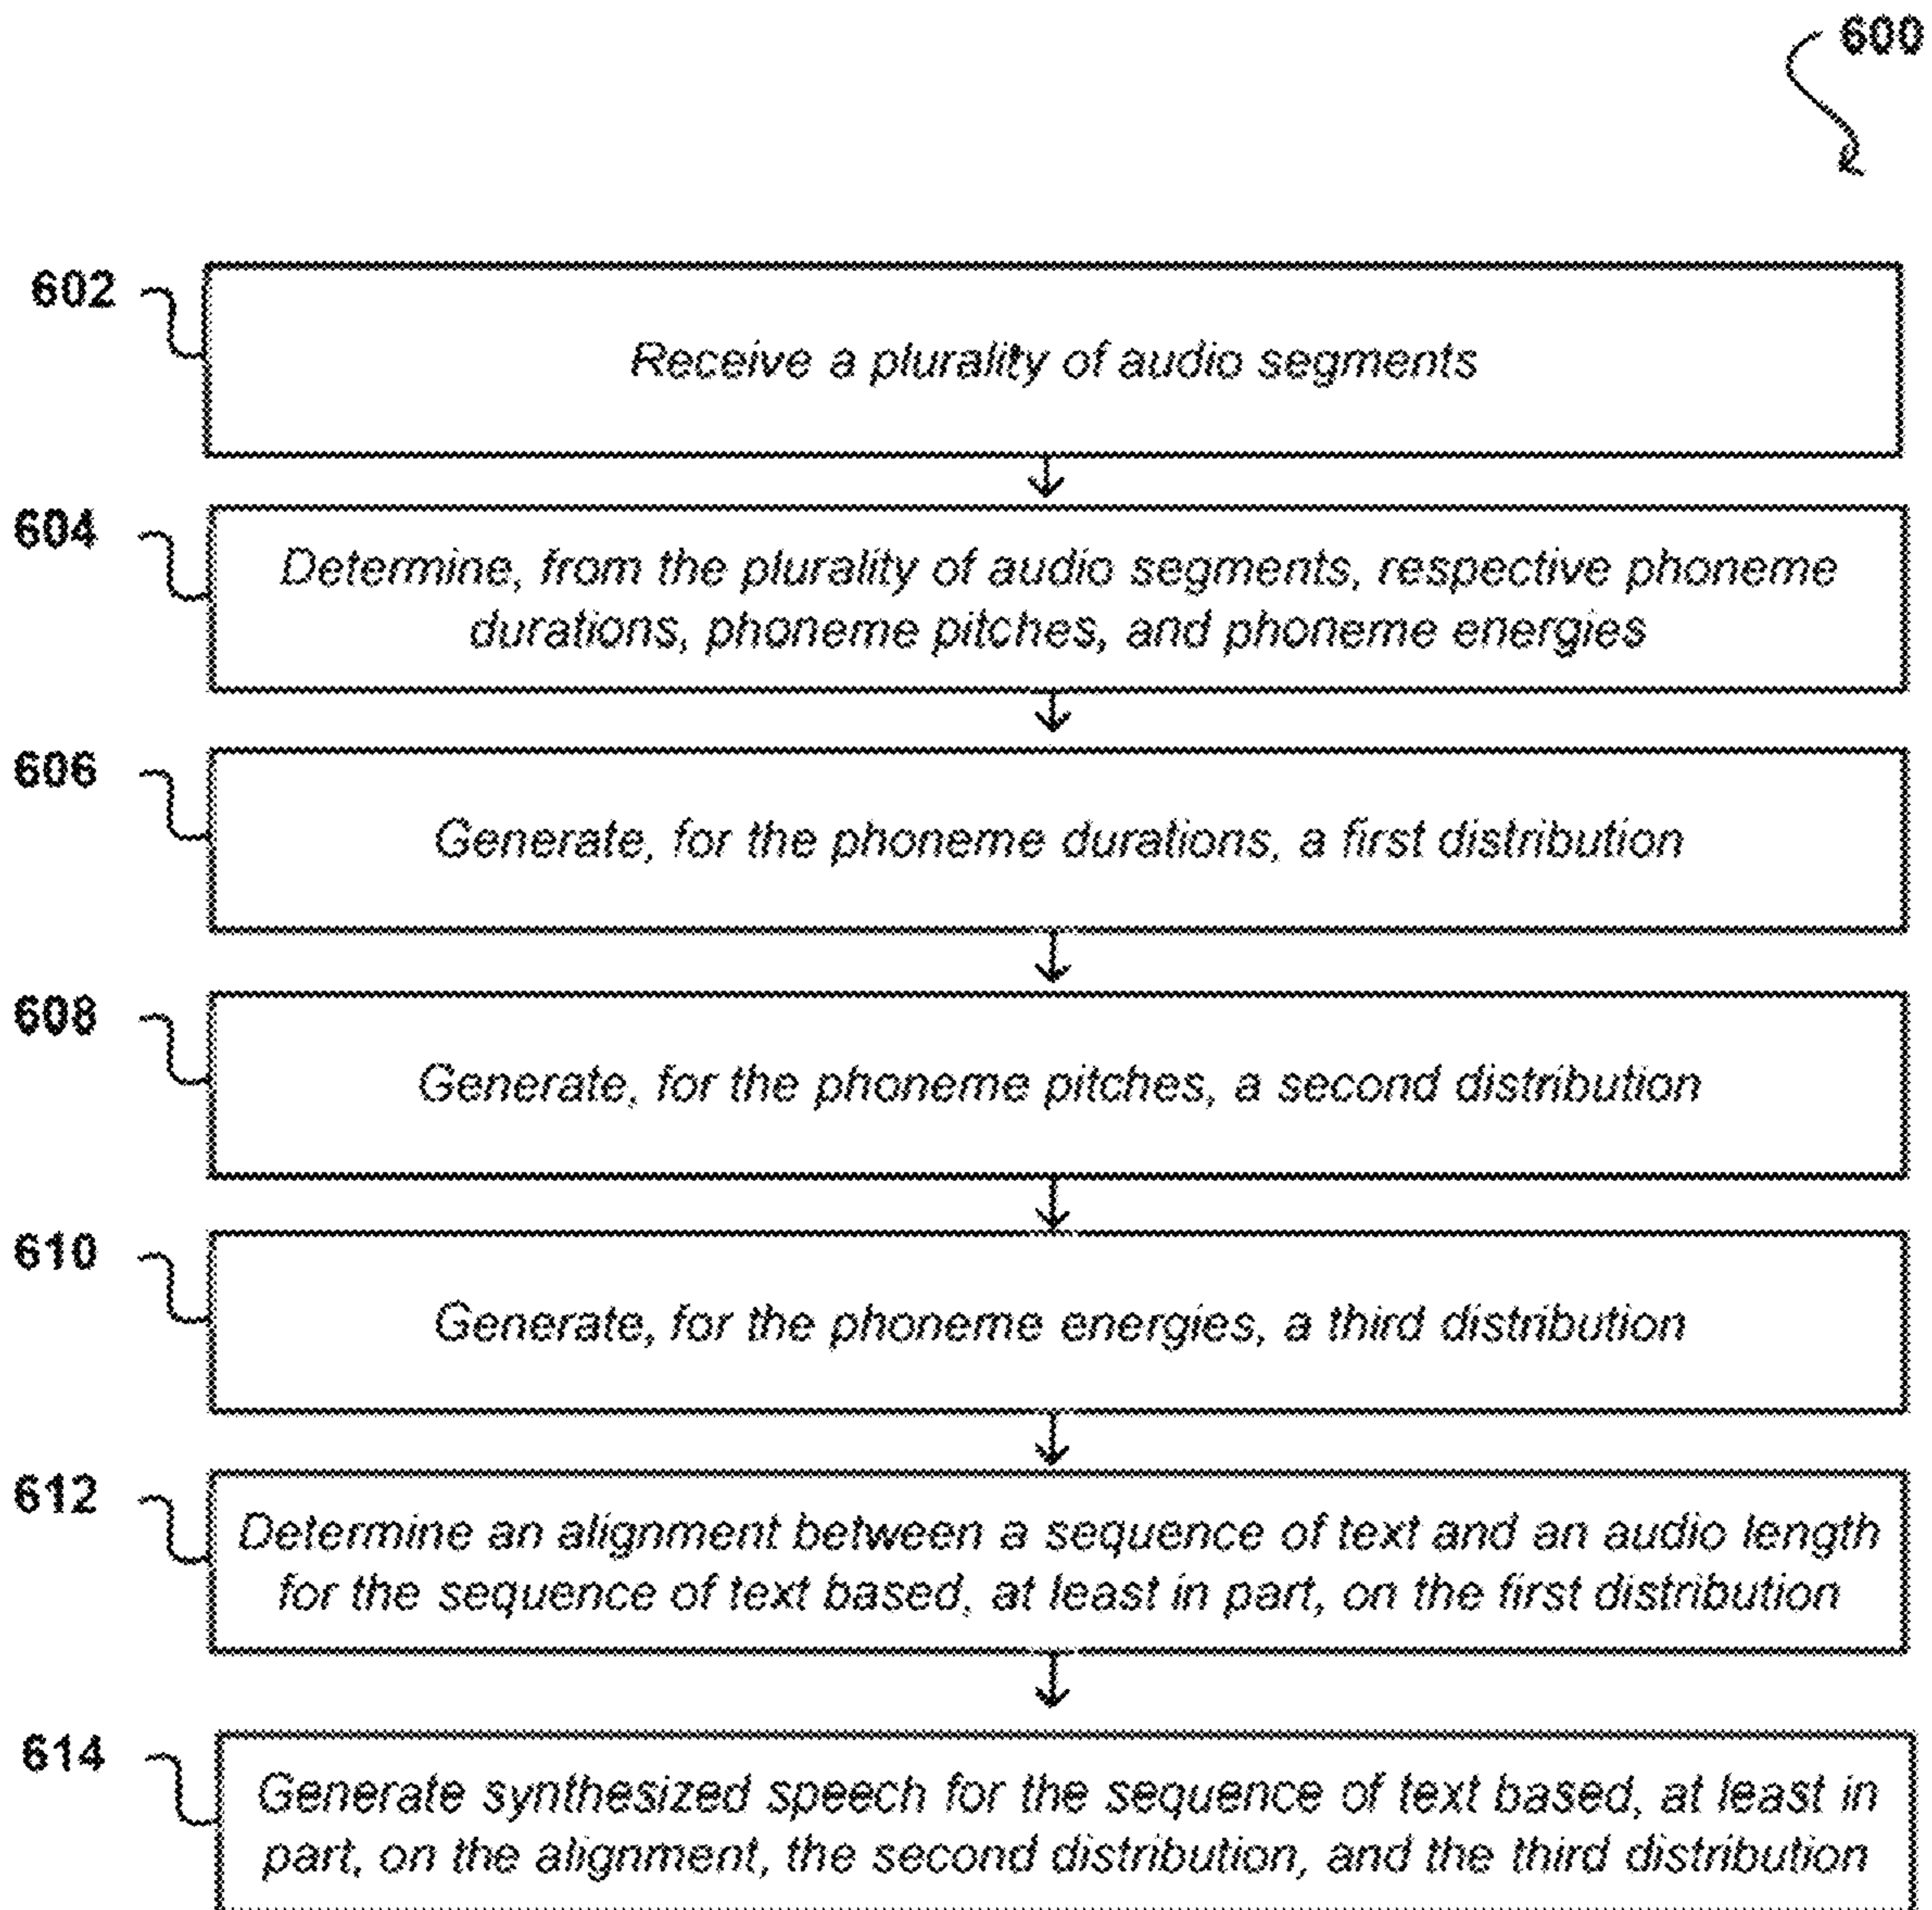 600
602
Receive a plurality of audio segments
604
Determine, from the plurality of audio segments, respective phoneme
durations, phoneme pitches, and phoneme energies
606
Generate, for the phoneme durations, a first distribution
608
Generate, for the phoneme pitches, a second distribution
610
Generate, for the phoneme energies, a third distribution
612
Determine an alignment between a sequence of text and an audio length
for the sequence of text based, at least in part, on the first distribution
614
Generate synthesized speech for the sequence of text based, at least in
part, on the alignment, the second distribution, and the third distribution